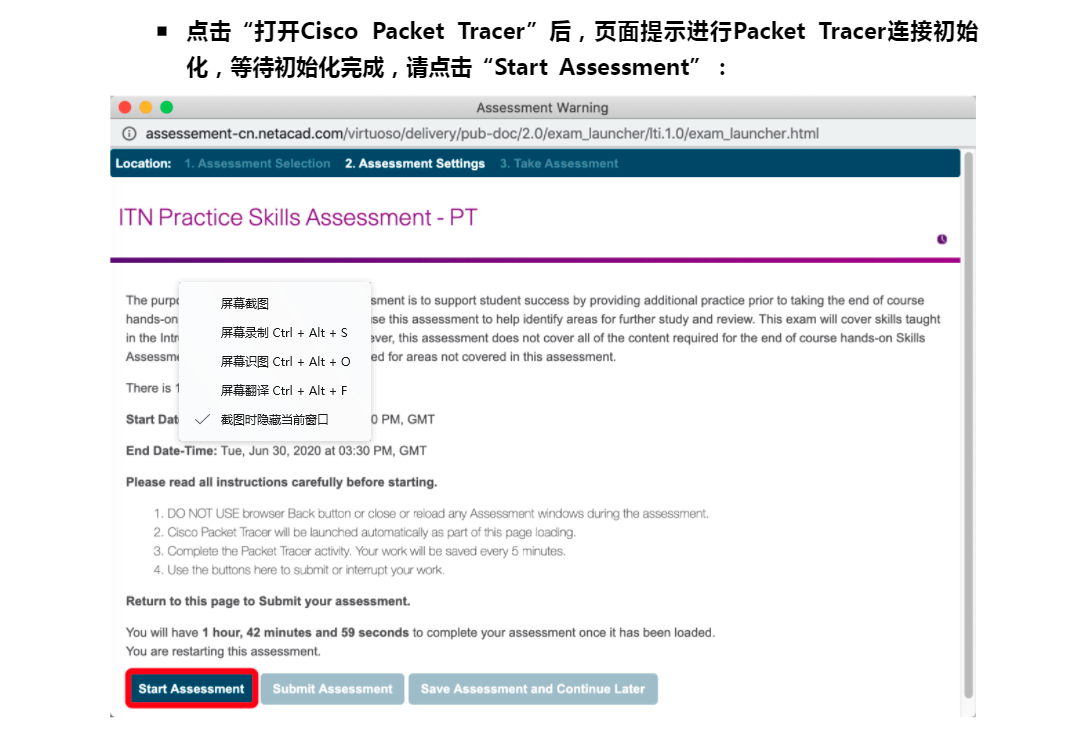 ▪ 点击“打开Cisco Packet Tracer”后，页面提示进行Packet Tracer连接初始
化，等待初始化完成，请点击“Start Assessment”：
Assessment Warning
assessement-cn.netacad.com/virtuoso/delivery/pub-doc/2.0/exam_launcher/lti.1.0/exam_launcher.html
Location: 1. Assessment Selection 2. Assessment Settings 3. Take Assessment
ITN Practice Skills Assessment - PT
The purpo sment is to support student success by providing additional practice prior to taking the end of course
hands-on se this assessment to help identify areas for further study and review. This exam will cover skills taught
in the Intr ever, this assessment does not cover all of the content required for the end of course hands-on Skills
Assessme ed for areas not covered in this assessment.
There is 1
Start Dat 0 PM, GMT
屏幕截图
屏幕录制 Ctrl + Alt + S
屏幕识图 Ctrl + Alt + O
屏幕翻译 Ctrl + Alt + F
截图时隐藏当前窗口
End Date-Time: Tue, Jun 30, 2020 at 03:30 PM, GMT
Please read all instructions carefully before starting.
1. DO NOT USE browser Back button or close or reload any Assessment windows during the assessment.
2. Cisco Packet Tracer will be launched automatically as part of this page loading.
3. Complete the Packet Tracer activity. Your work will be saved every 5 minutes.
4. Use the buttons here to submit or interrupt your work.
Return to this page to Submit your assessment.
You will have 1 hour, 42 minutes and 59 seconds to complete your assessment once it has been loaded.
You are restarting this assessment.
Start Assessment Submit Assessment Save Assessment and Continue Later